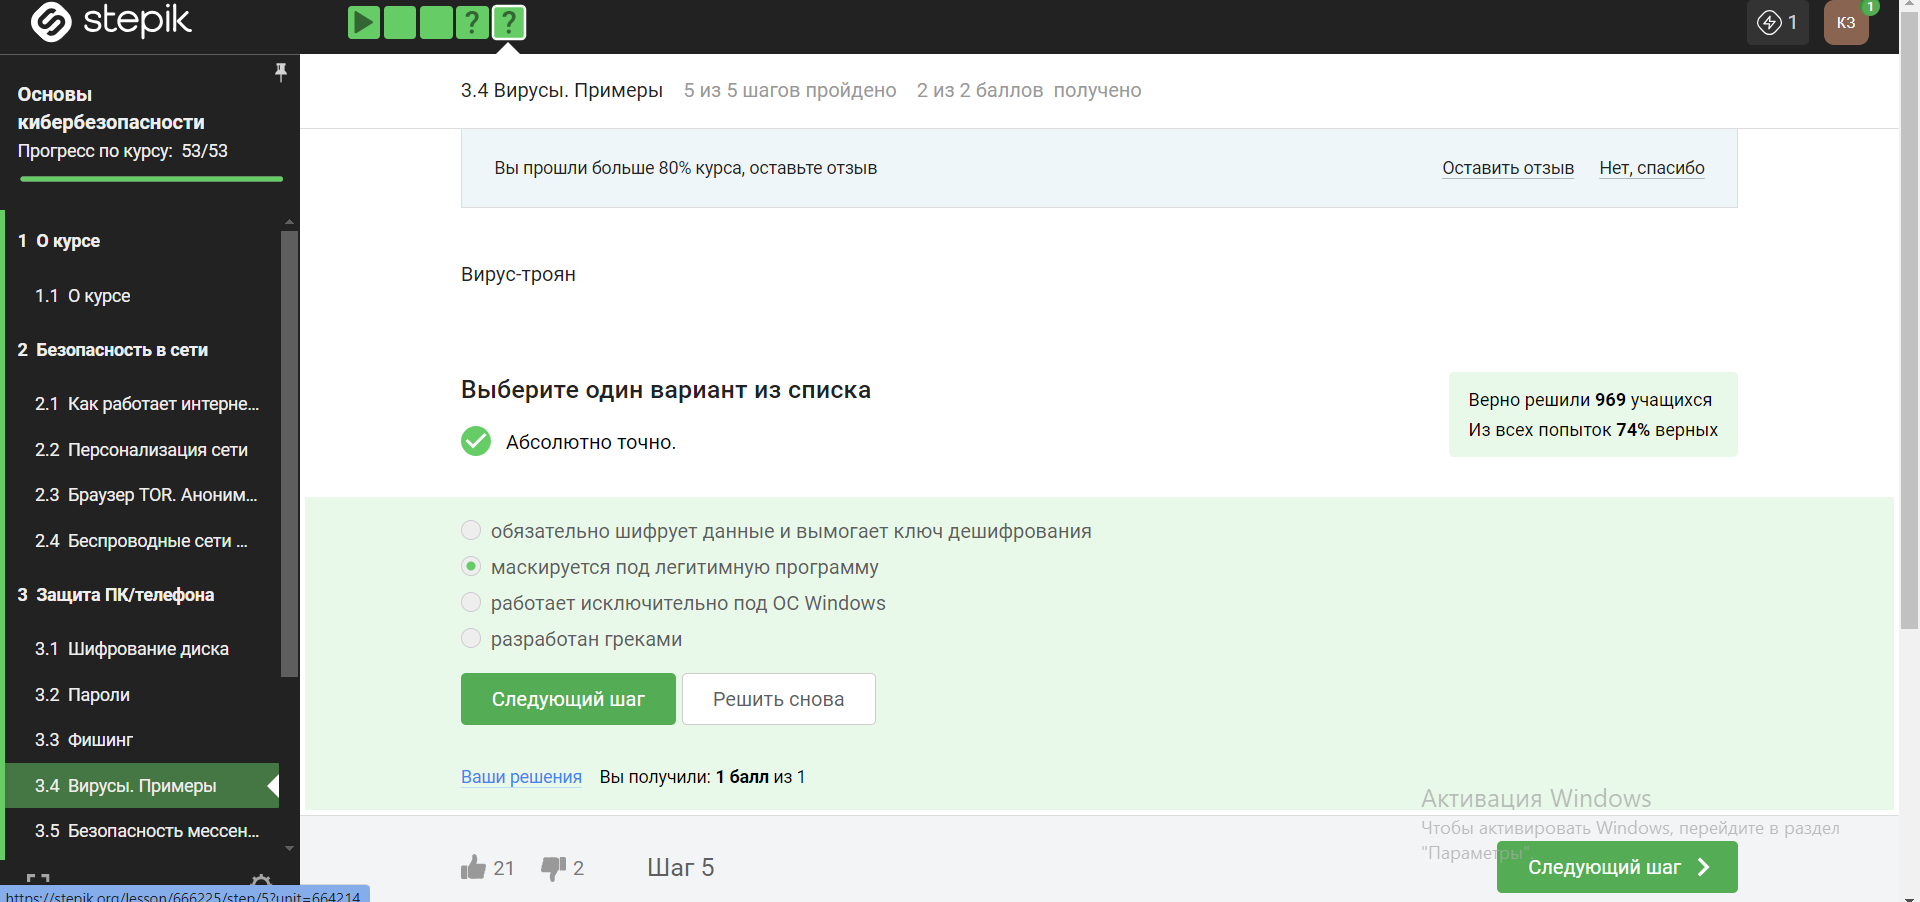 stepik
1
КЗ
1
Основы
кибербезопасности
Прогресс по курсу: 53/53
1 О курсе
1.1 О курсе
2 Безопасность в сети
2.1 Как работает интерне...
2.2 Персонализация сети
2.3 Браузер TOR. Аноним...
2.4 Беспроводные сети ...
3 Защита ПК/телефона
3.1 Шифрование диска
3.2 Пароли
3.3 Фишинг
3.4 Вирусы. Примеры
3.5 Безопасность мессен...
https://stepik.org/lesson/666225/step/5?unit=664214
3.4 Вирусы. Примеры 5 из 5 шагов пройдено 2 из 2 баллов получено
Вы прошли больше 80% курса, оставьте отзыв Оставить отзыв Нет, спасибо
Вирус-троян
Выберите один вариант из списка
Абсолютно точно.
Верно решили 969 учащихся
Из всех попыток 74% верных
обязательно шифрует данные и вымогает ключ дешифрования
маскируется под легитимную программу
работает исключительно под ОС Windows
разработан греками
Следующий шаг Решить снова
Ваши решения Вы получили: 1 балл из 1
21 2 Шаг 5
Активация Windows
Чтобы активировать Windows, перейдите в раздел
"Параметры".
Следующий шаг